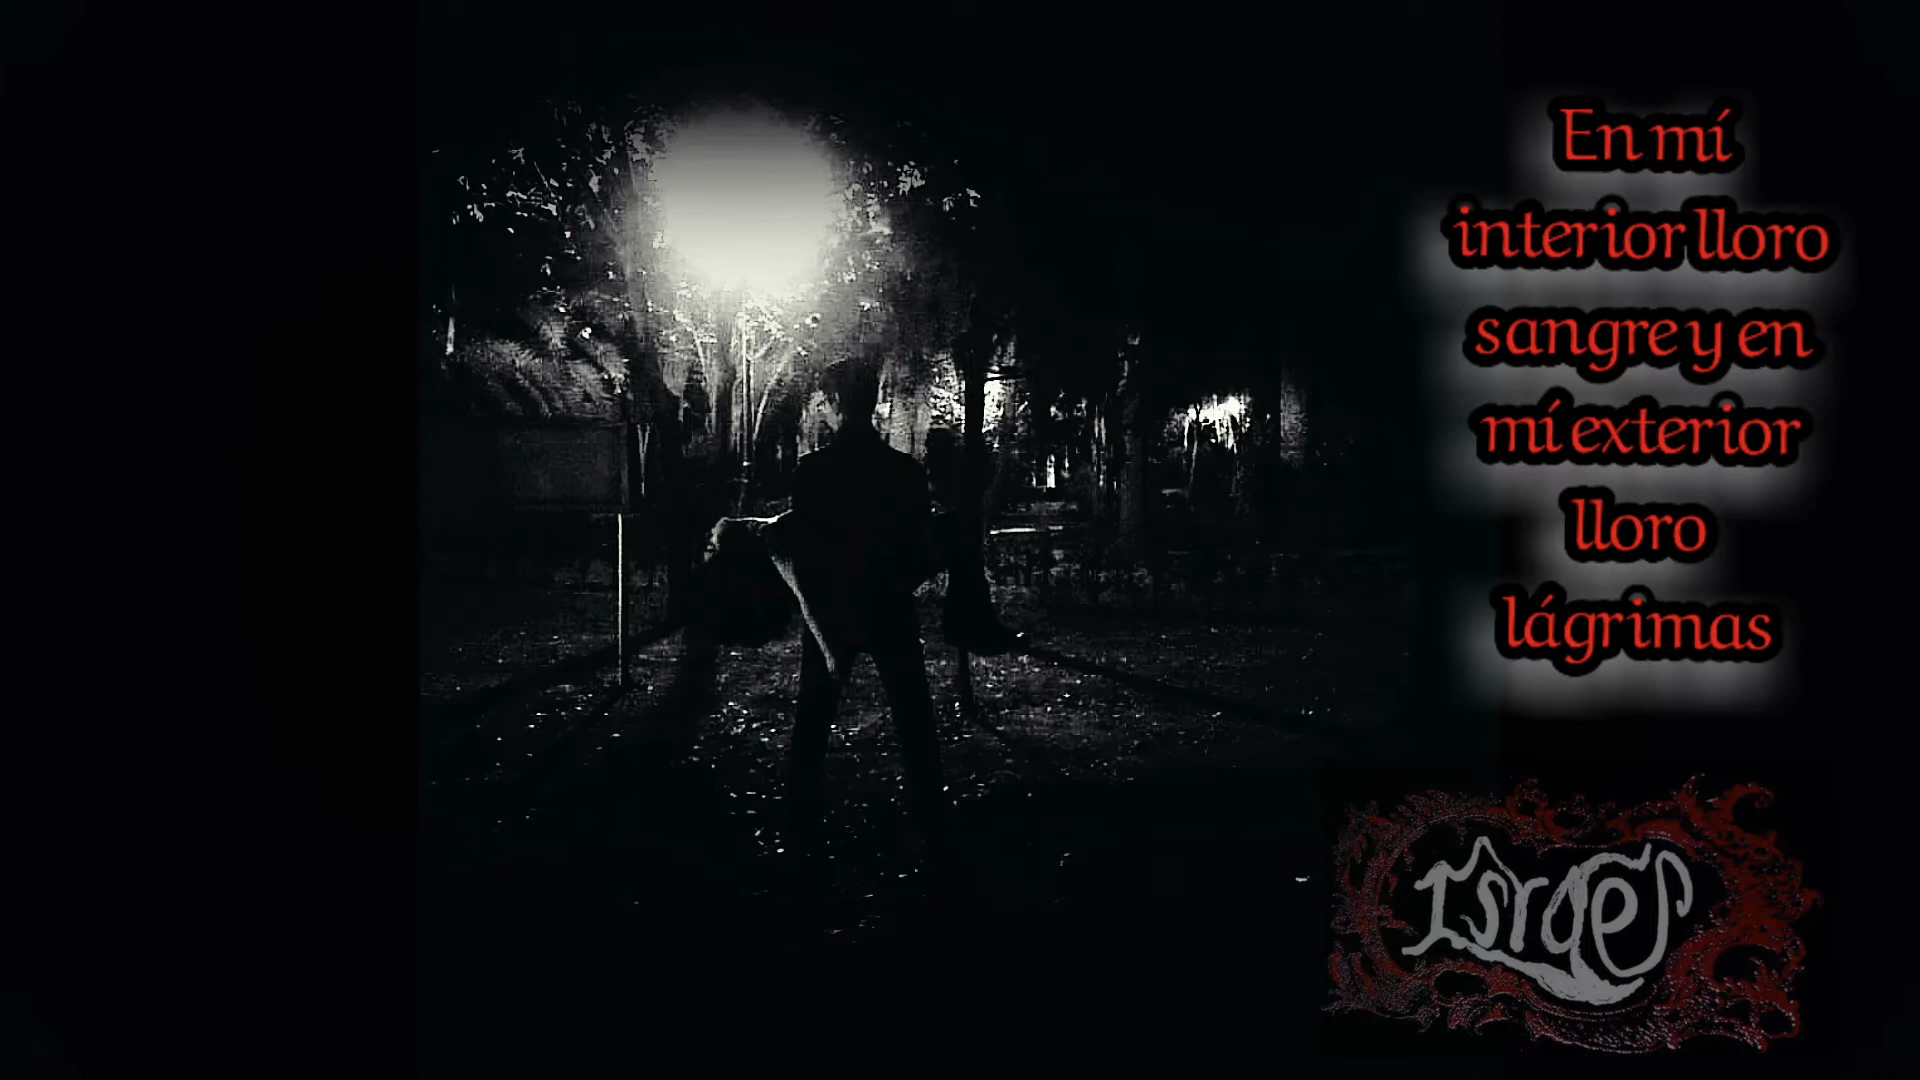 En mí
interior lloro
sangre y en
mí exterior
lloro
lágrimas
Israel